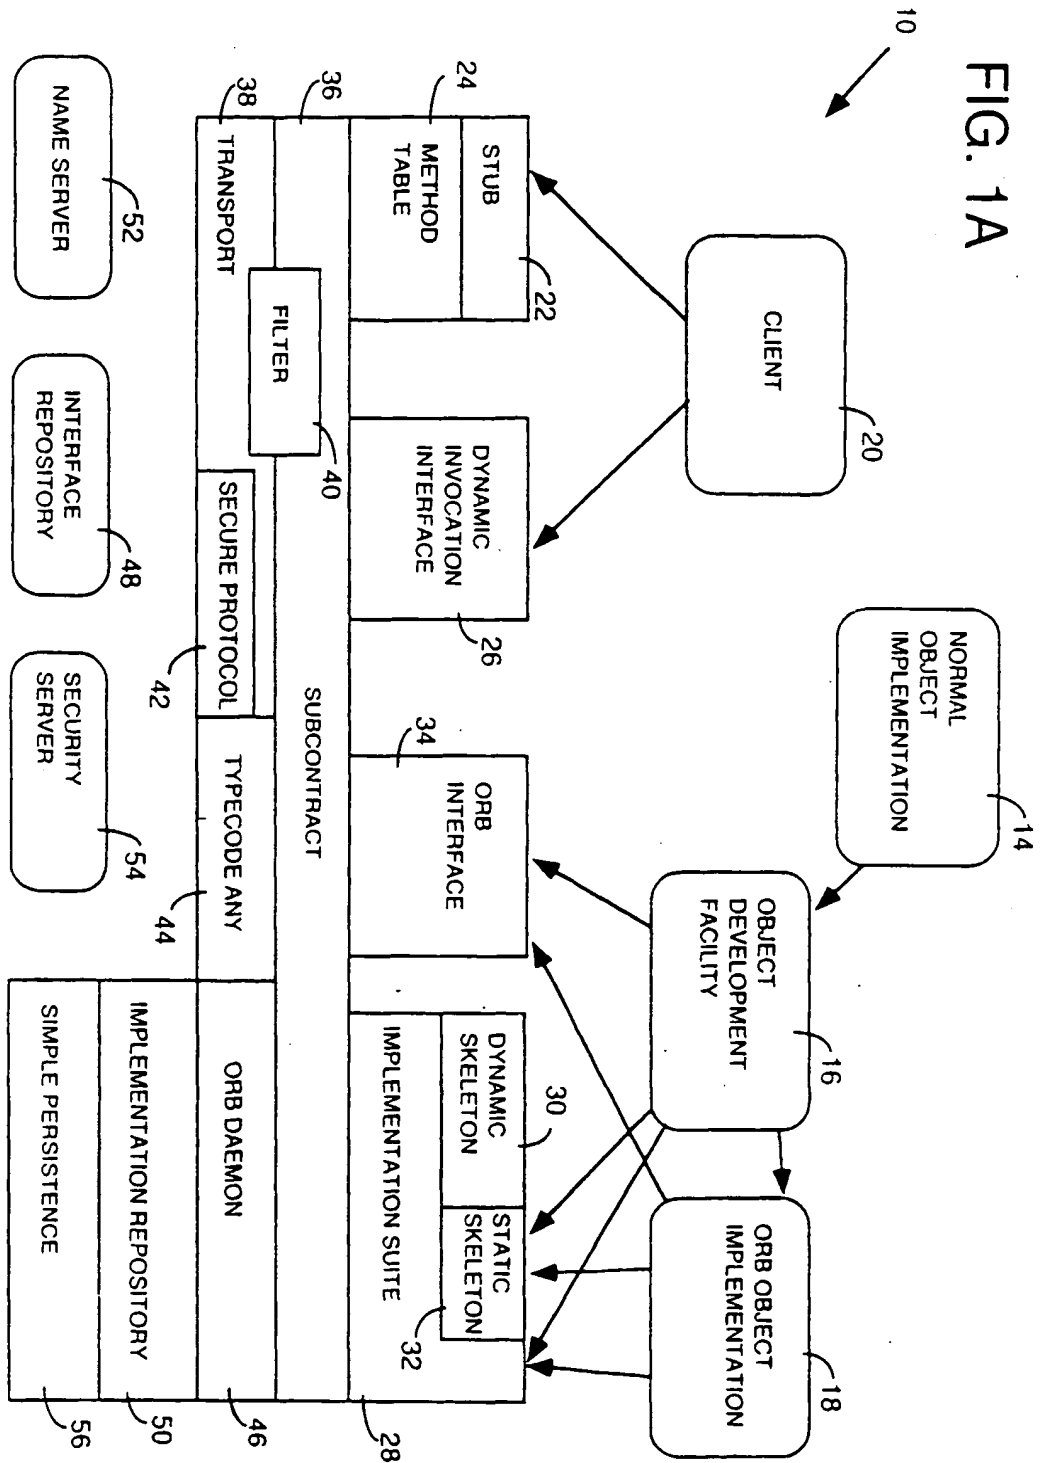 FIG. 1A
10
NORMAL
OBJECT
IMPLEMENTATION
14
CLIENT
20
OBJECT
DEVELOPMENT
FACILITY
16
ORB OBJECT
IMPLEMENTATION
18
STUB
22
24
METHOD
TABLE
DYNAMIC
INVOCATION
INTERFACE
26
34
ORB
INTERFACE
DYNAMIC
SKELETON
30
STATIC
SKELETON
32
IMPLEMENTATION SUITE
28
36
SUBCONTRACT
FILTER
40
38
TRANSPORT
SECURE PROTOCOL
42
TYPECODE ANY
44
ORB DAEMON
46
IMPLEMENTATION REPOSITORY
50
SIMPLE PERSISTENCE
56
NAME SERVER
52
INTERFACE
REPOSITORY
48
SECURITY
SERVER
54